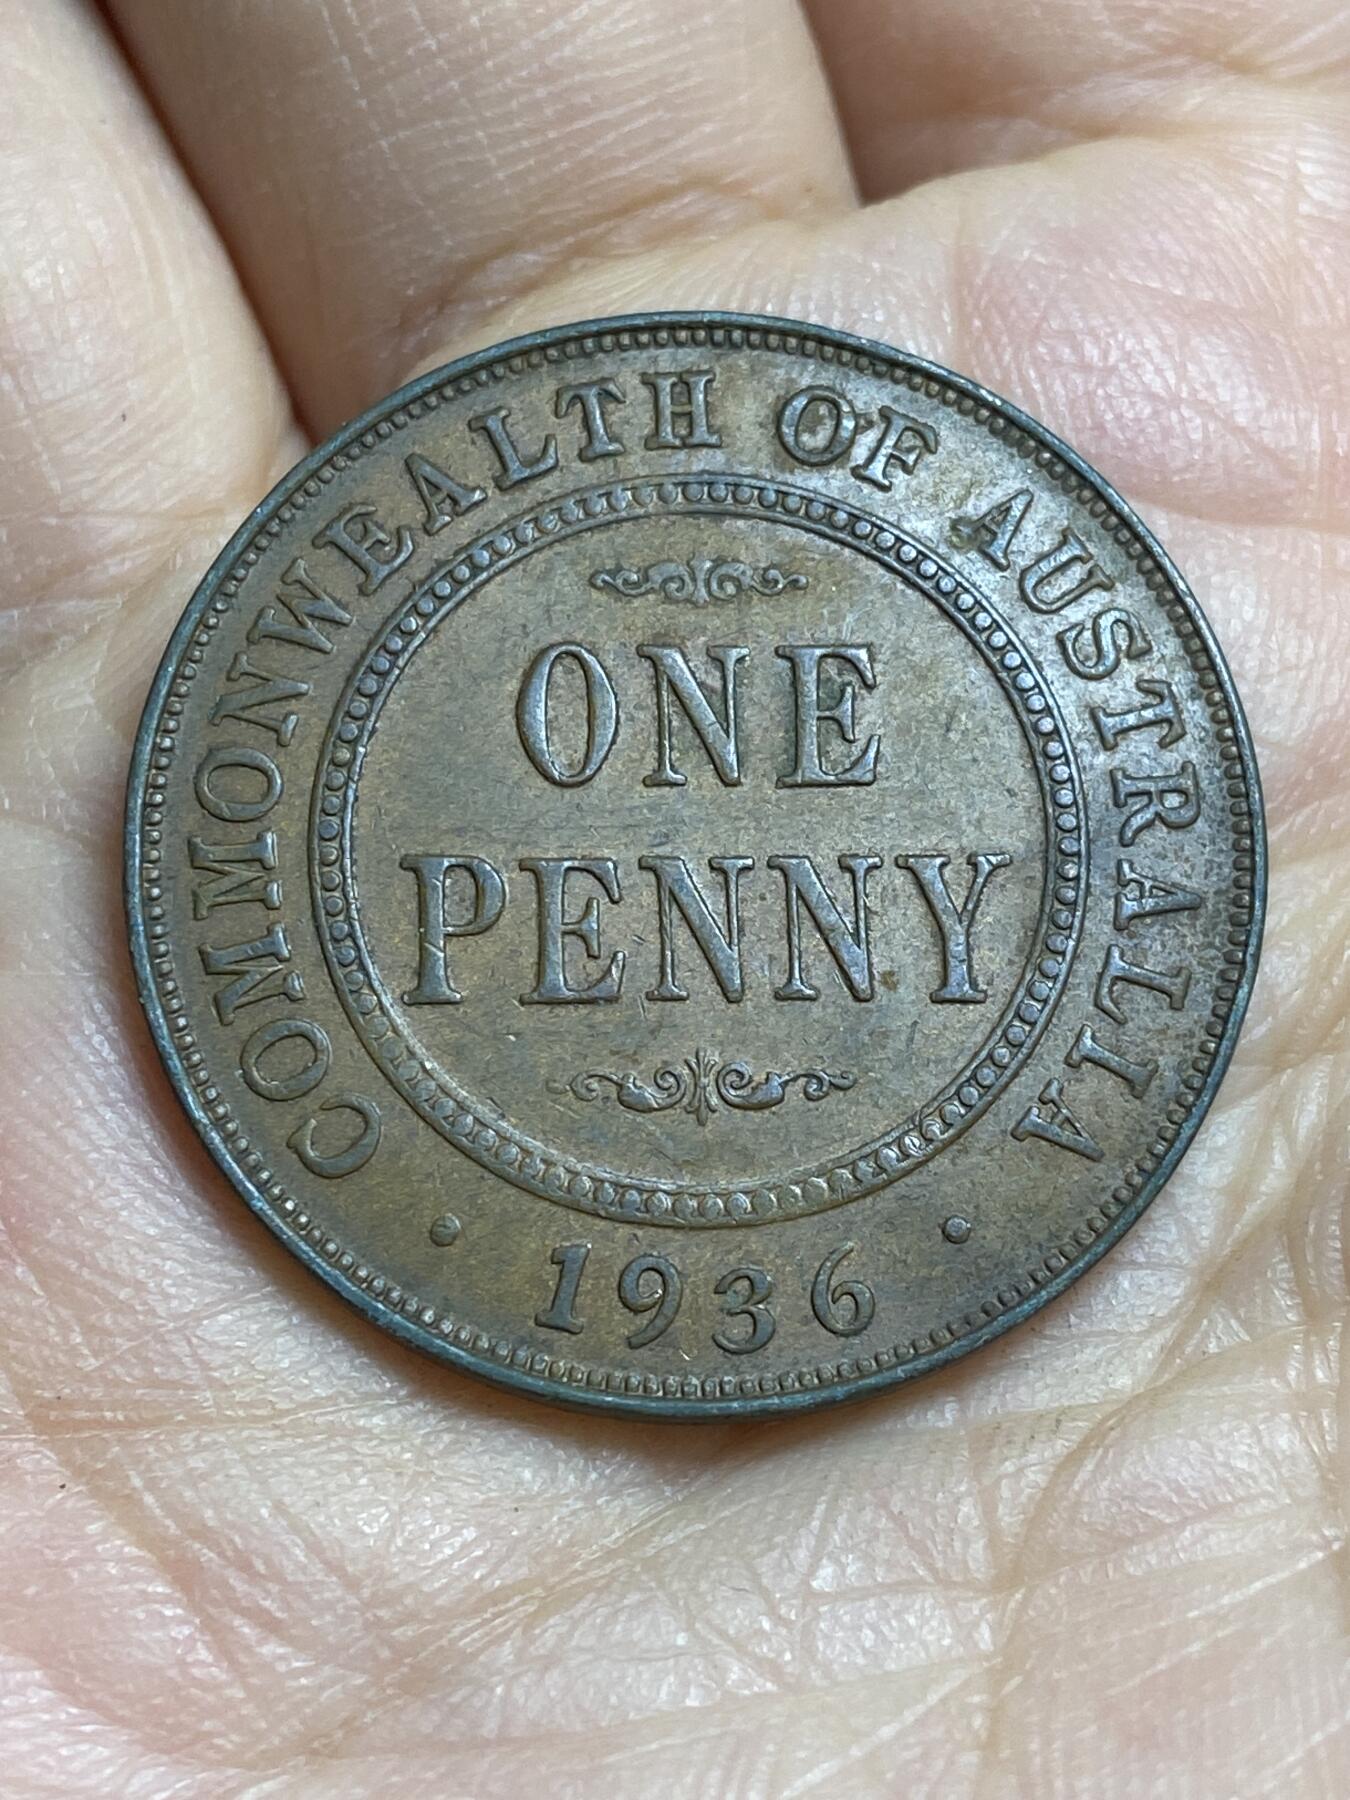 COMMONWEALTH OF AUSTRALIA
ONE
PENNY
· 1936 ·